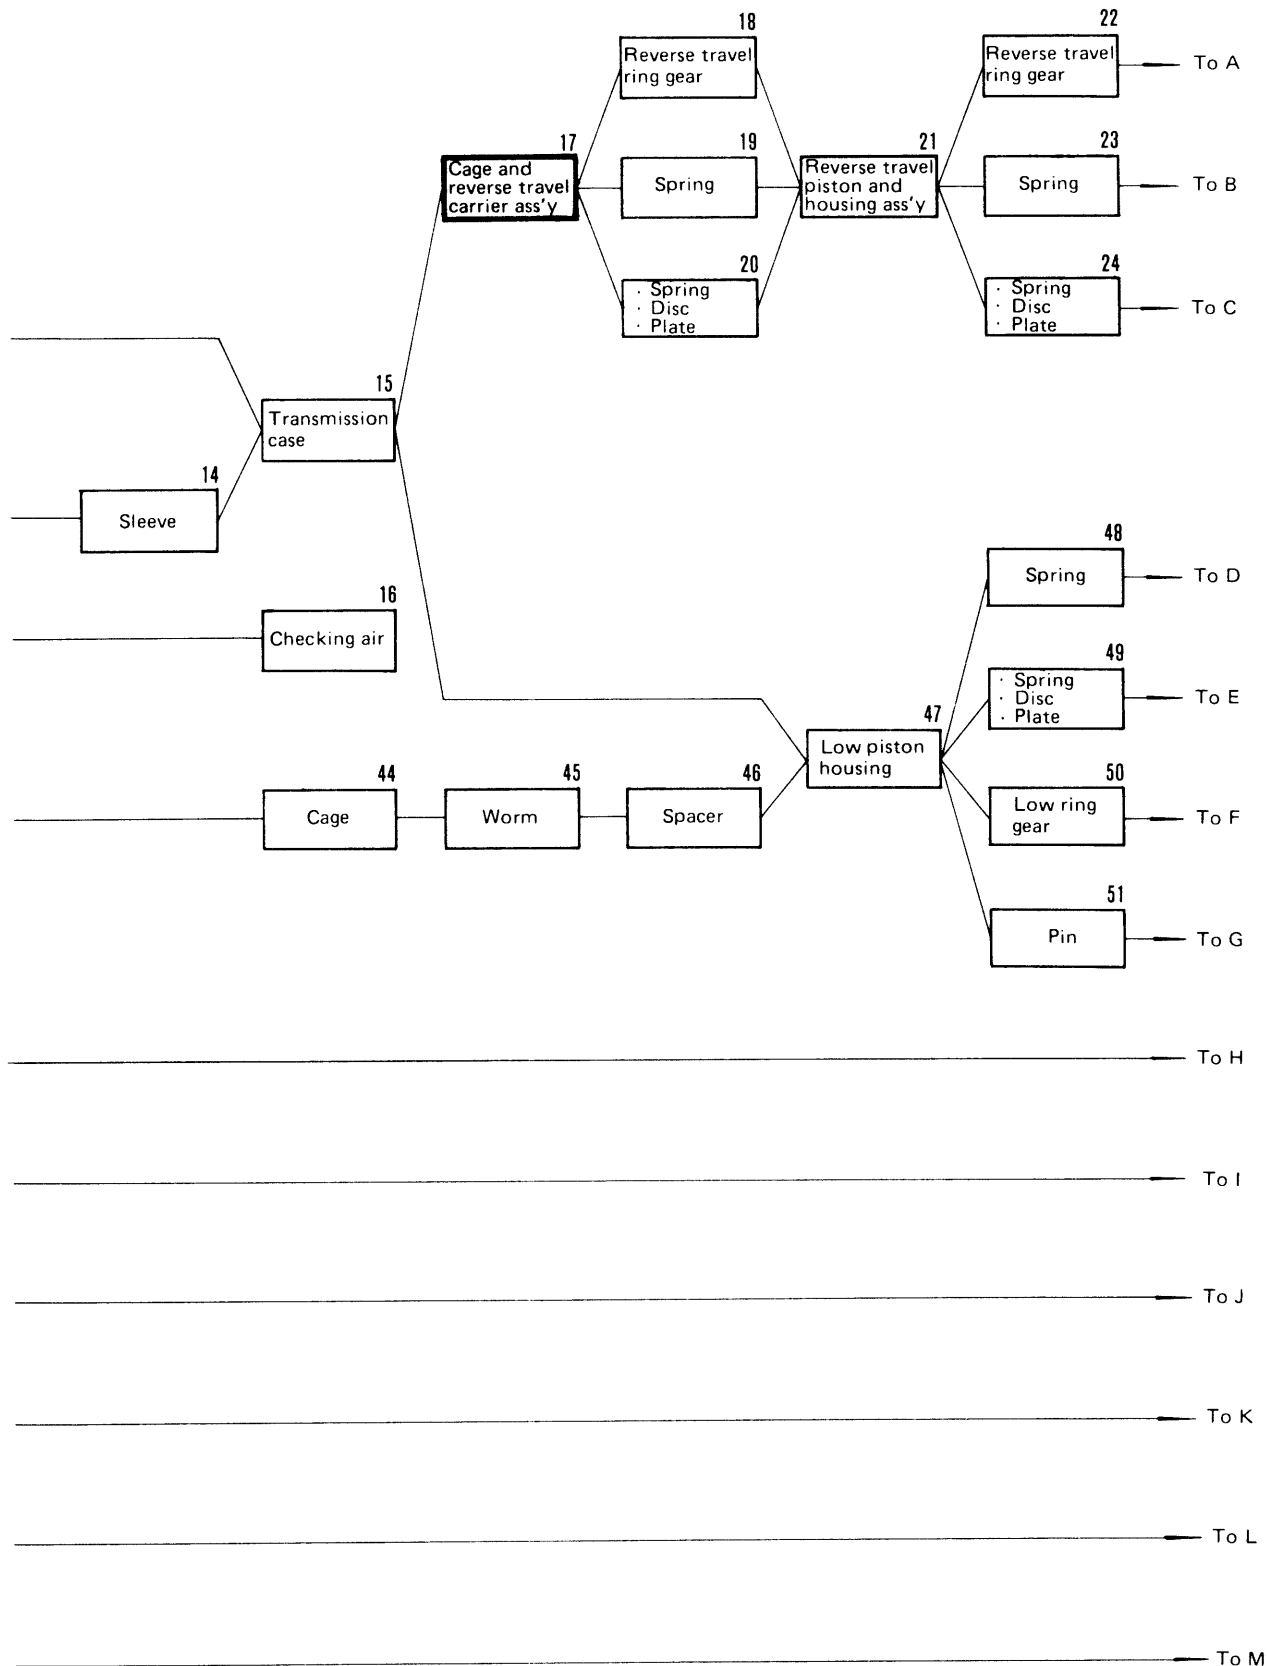 18
Reverse travel
ring gear
22
Reverse travel
ring gear
To A
17
Cage and
reverse travel
carrier ass'y
19
Spring
21
Reverse travel
piston and
housing ass'y
23
Spring
To B
20
· Spring
· Disc
· Plate
24
· Spring
· Disc
· Plate
To C
15
Transmission
case
14
Sleeve
16
Checking air
48
Spring
To D
49
· Spring
· Disc
· Plate
To E
47
Low piston
housing
44
Cage
45
Worm
46
Spacer
50
Low ring
gear
To F
51
Pin
To G
To H
To I
To J
To K
To L
To M